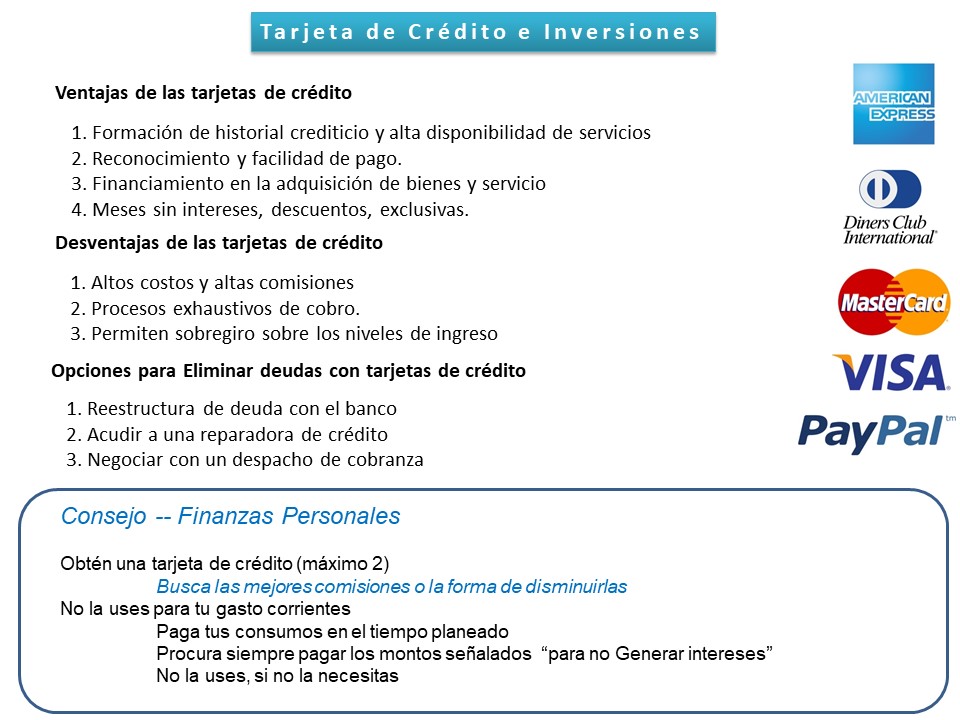 Tarjeta de Crédito e Inversiones
Ventajas de las tarjetas de crédito
1. Formación de historial crediticio y alta disponibilidad de servicios
2. Reconocimiento y facilidad de pago.
3. Financiamiento en la adquisición de bienes y servicio
4. Meses sin intereses, descuentos, exclusivas.
Desventajas de las tarjetas de crédito
1. Altos costos y altas comisiones
2. Procesos exhaustivos de cobro.
3. Permiten sobregiro sobre los niveles de ingreso
Opciones para Eliminar deudas con tarjetas de crédito
1. Reestructura de deuda con el banco
2. Acudir a una reparadora de crédito
3. Negociar con un despacho de cobranza
AMERICAN
EXPRESS
Diners Club
International®
MasterCard
VISA®
PayPal™
Consejo -- Finanzas Personales
Obtén una tarjeta de crédito (máximo 2)
Busca las mejores comisiones o la forma de disminuirlas
No la uses para tu gasto corrientes
Paga tus consumos en el tiempo planeado
Procura siempre pagar los montos señalados “para no Generar intereses”
No la uses, si no la necesitas